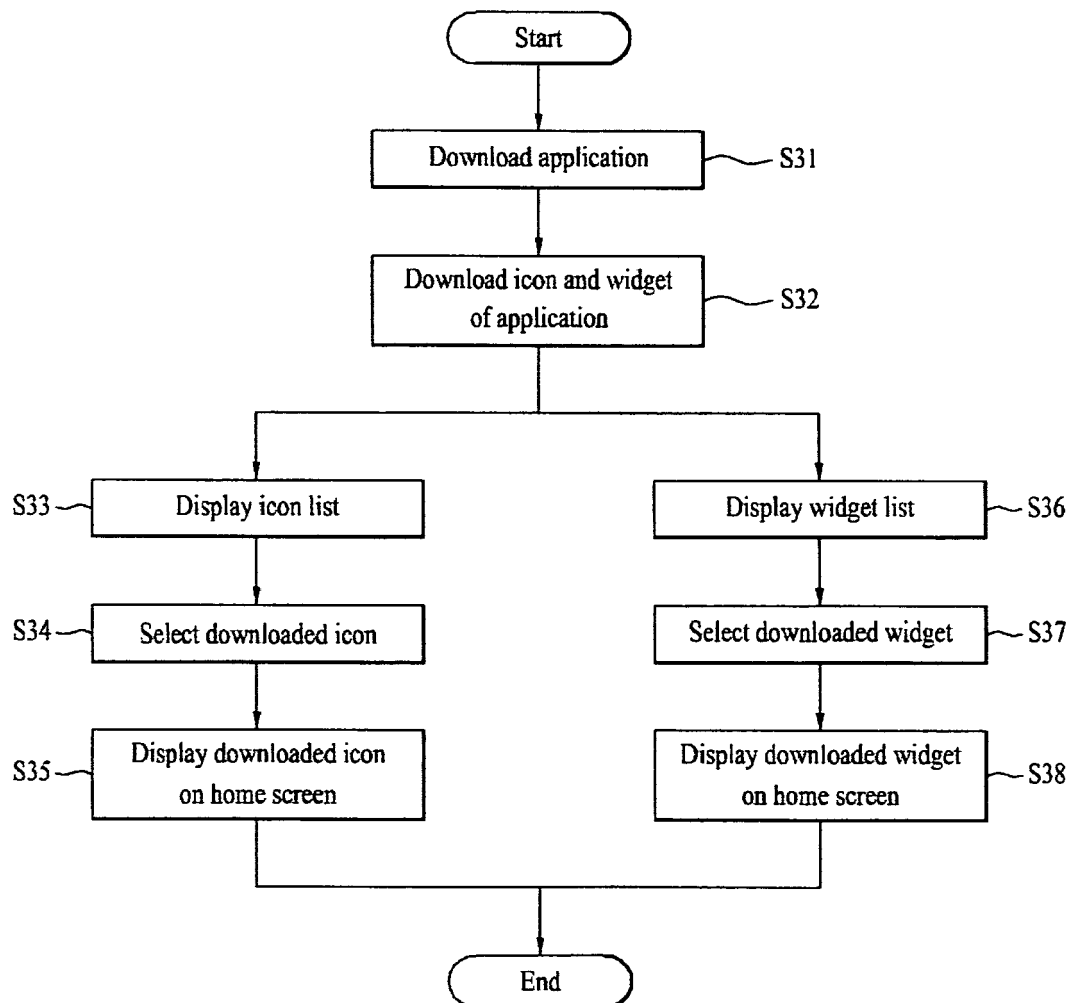 Start
Download application
S31
Download icon and widget
of application
S32
S33
Display icon list
Display widget list
S36
S34
Select downloaded icon
Select downloaded widget
S37
S35
Display downloaded icon
on home screen
Display downloaded widget
on home screen
S38
End